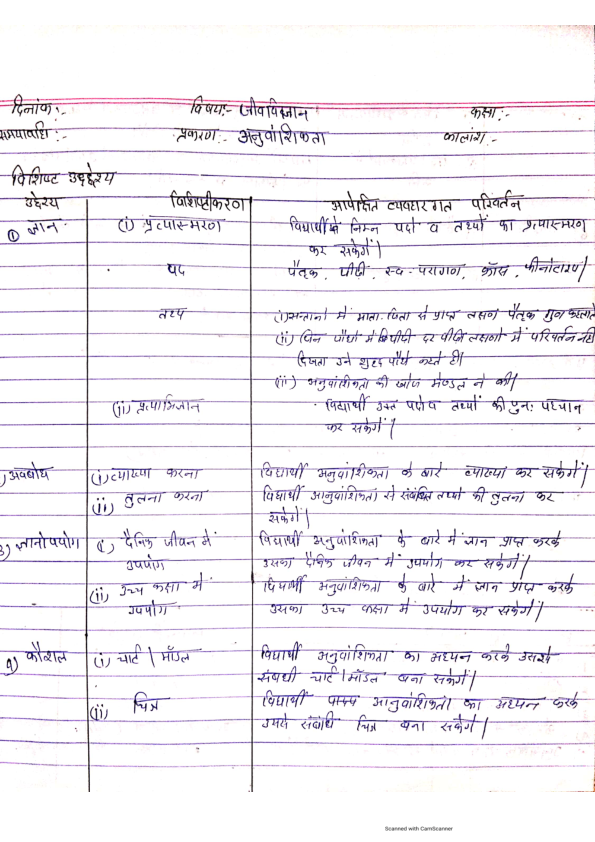 दिनांक :-
विषय:- जीवविज्ञान
कक्षा :-
समयावधि :-
प्रकरण :- अनुवांशिकता
कालांश :-
विशिष्ट उद्देश्य
उद्देश्य विशिष्टीकरण अपेक्षित व्यवहारगत परिवर्तन
① ज्ञान- (i) प्रत्यास्मरण विद्यार्थी निम्न पदो व तथ्यों का प्रत्यास्मरण
कर सकेगें |
पद पैतृक, पीढी, स्व-परागण, क्रॉस, फीनोटाइप |
तथ्य (i) सन्तानो में माता-पिता से प्राप्त लक्षण पैतृक गुण कहलाते
(ii) जिन पौधों में पीढी दर पीढी लक्षणो में परिवर्तन नही
दिखता उने शुद्ध पौधे कहते है।
(iii) अनुवांशिकता की खोज मेण्डल ने की|
(ii) प्रत्याभिज्ञान विद्यार्थी उक्त पदो व तथ्यों की पुनः पहचान
कर सकेगें |
) अवबोध (i) व्याख्या करना विद्यार्थी अनुवांशिकता के बारे व्याख्या कर सकेगें |
(ii) तुलना करना विद्यार्थी आनुवांशिकता से संबंधित तथ्यो की तुलना कर
सकेगें |
3) ज्ञानोपयोग (i) दैनिक जीवन में विद्यार्थी अनुवांशिकता के बारे में ज्ञान प्राप्त करके
उपयोग उसका दैनिक जीवन में उपयोग कर सकेगें |
(ii) उच्च कक्षा में विद्यार्थी अनुवांशिकता के बारे में ज्ञान प्राप्त करके
उपयोग उसका उच्च कक्षा में उपयोग कर सकेगें |
4) कौशल (i) चार्ट | मॉडल विद्यार्थी अनुवांशिकता का अध्ययन करके उससे
संबंधी चार्ट | मॉडल बना सकेगें |
(ii) चित्र विद्यार्थी आनुवांशिकता का अध्ययन करके
उससे संबंधि चित्र बना सकेगें |
Scanned with CamScanner